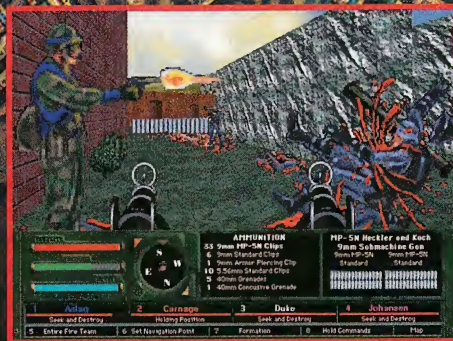 AMMUNITION
33 9mm MP-5N Clips
6 9mm Standard Clips
1 9mm Armor Piercing Clip
10 5.56mm Standard Clips
5 40mm Grenades
1 40mm Concussive Grenade
MP-5N Heckler and Koch
9mm Submachine Gun
9mm MP-5N 9mm MP-5N
Standard Standard
N
E
S
W
1 2 Carnage 3 Duke 4 Johanson
Seek and Destroy Holding Position Seek and Destroy Seek and Destroy
5 Entire Fire Team 6 Set Navigation Point 7 Formation 8 Hold Commands Map